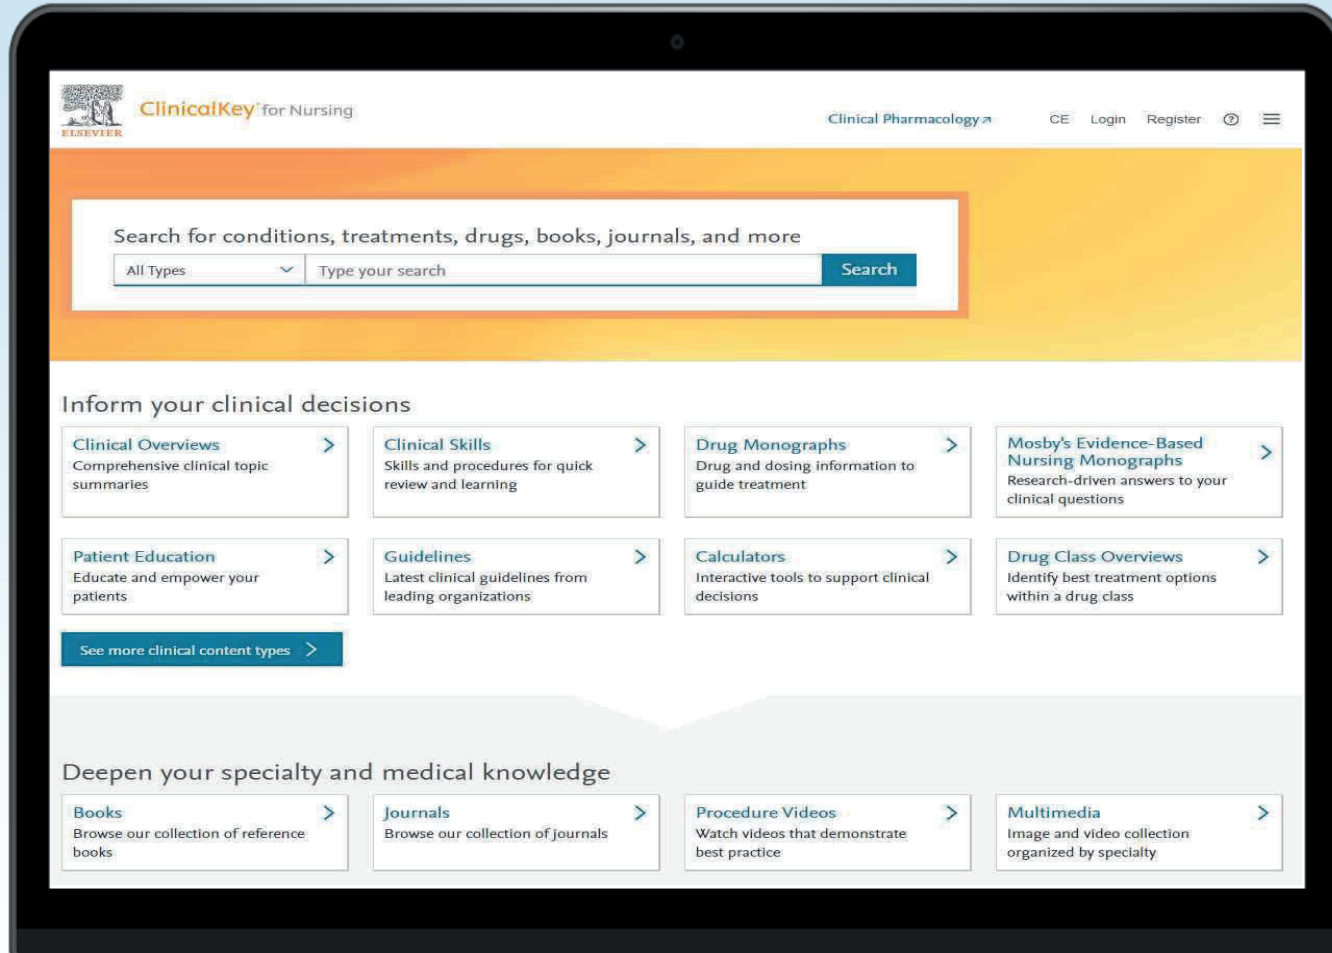 ELSEVIER
ClinicalKey® for Nursing
Clinical Pharmacology
CE
Login
Register
?
Search for conditions, treatments, drugs, books, journals, and more
All Types
Type your search
Search
Inform your clinical decisions
Clinical Overviews
Comprehensive clinical topic
summaries
Clinical Skills
Skills and procedures for quick
review and learning
Drug Monographs
Drug and dosing information to
guide treatment
Mosby's Evidence-Based
Nursing Monographs
Research-driven answers to your
clinical questions
Patient Education
Educate and empower your
patients
Guidelines
Latest clinical guidelines from
leading organizations
Calculators
Interactive tools to support clinical
decisions
Drug Class Overviews
Identify best treatment options
within a drug class
See more clinical content types
Deepen your specialty and medical knowledge
Books
Browse our collection of reference
books
Journals
Browse our collection of journals
Procedure Videos
Watch videos that demonstrate
best practice
Multimedia
Image and video collection
organized by specialty